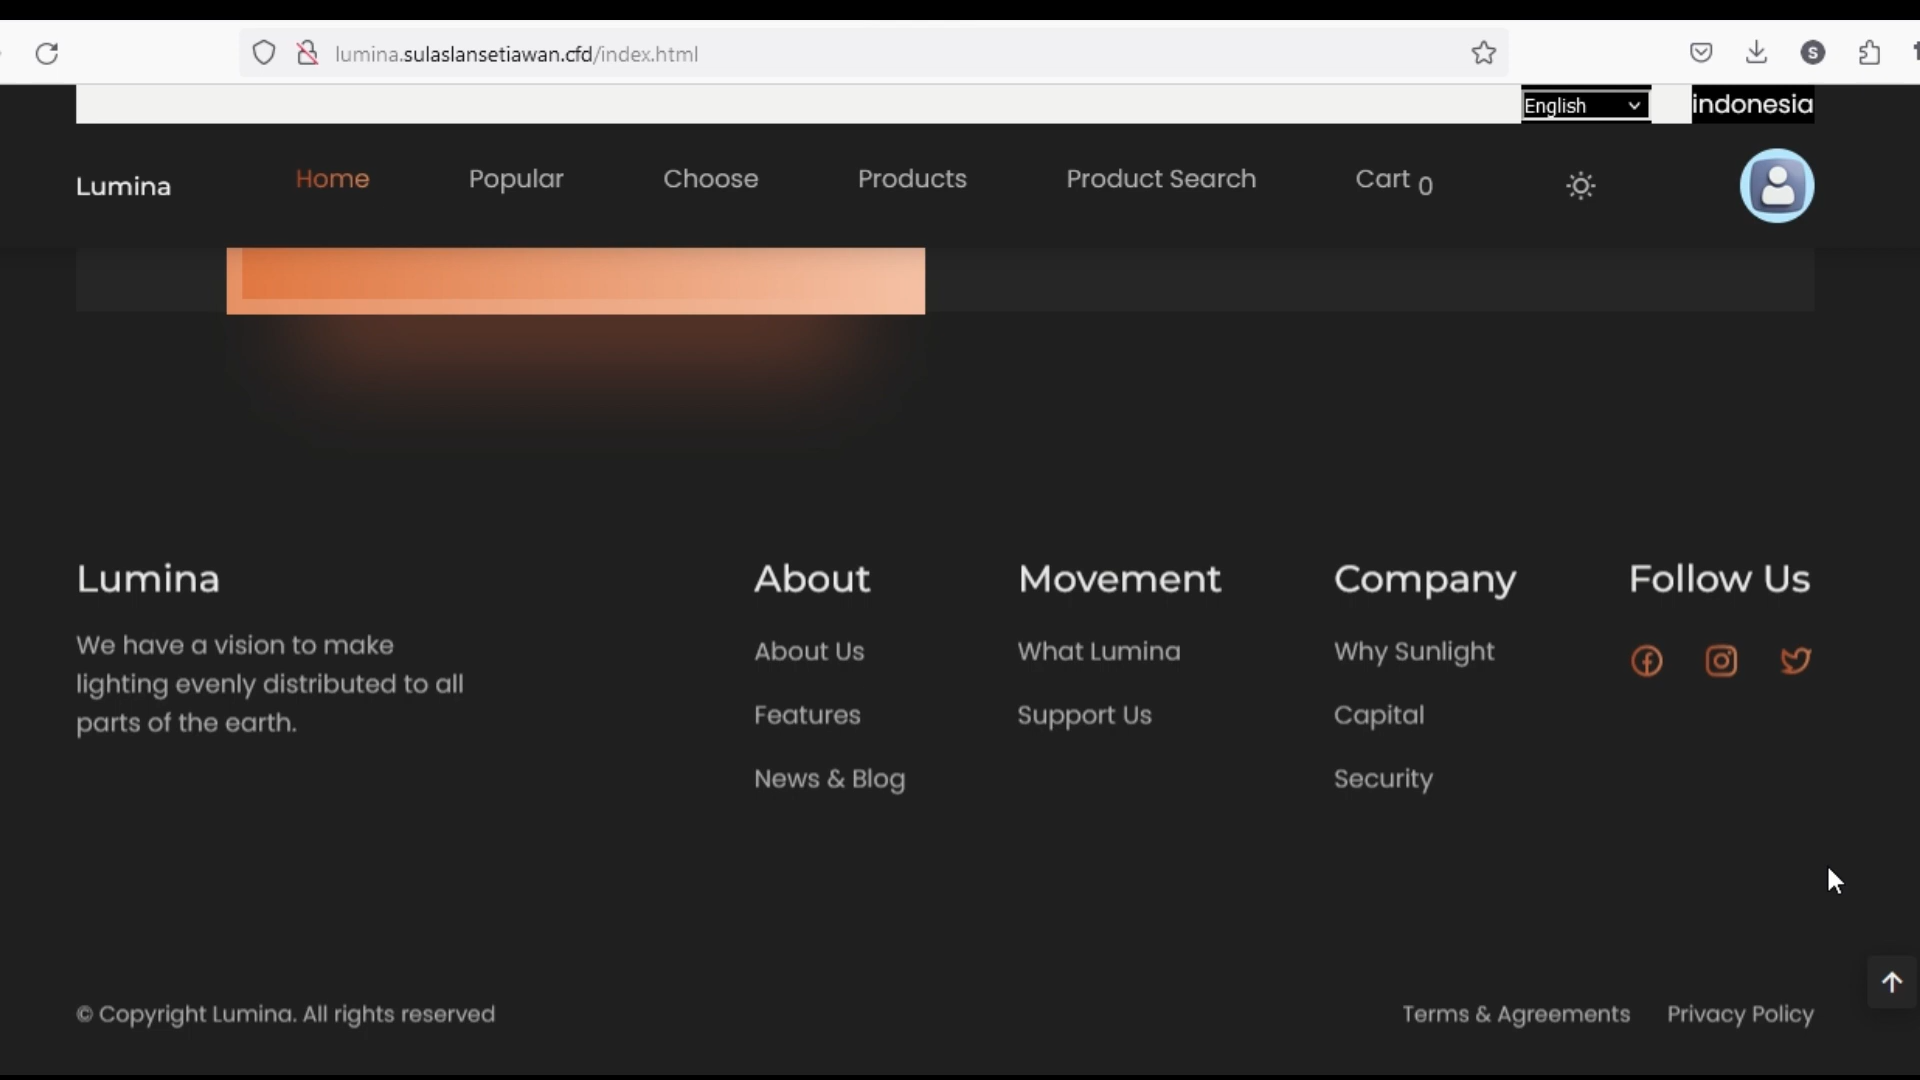 lumina.sulaslansetiawan.cfd/index.html
S
English
indonesia
Lumina
Home
Popular
Choose
Products
Product Search
Cart 0
Lumina
We have a vision to make
lighting evenly distributed to all
parts of the earth.
About
About Us
Features
News & Blog
Movement
What Lumina
Support Us
Company
Why Sunlight
Capital
Security
Follow Us
© Copyright Lumina. All rights reserved
Terms & Agreements
Privacy Policy